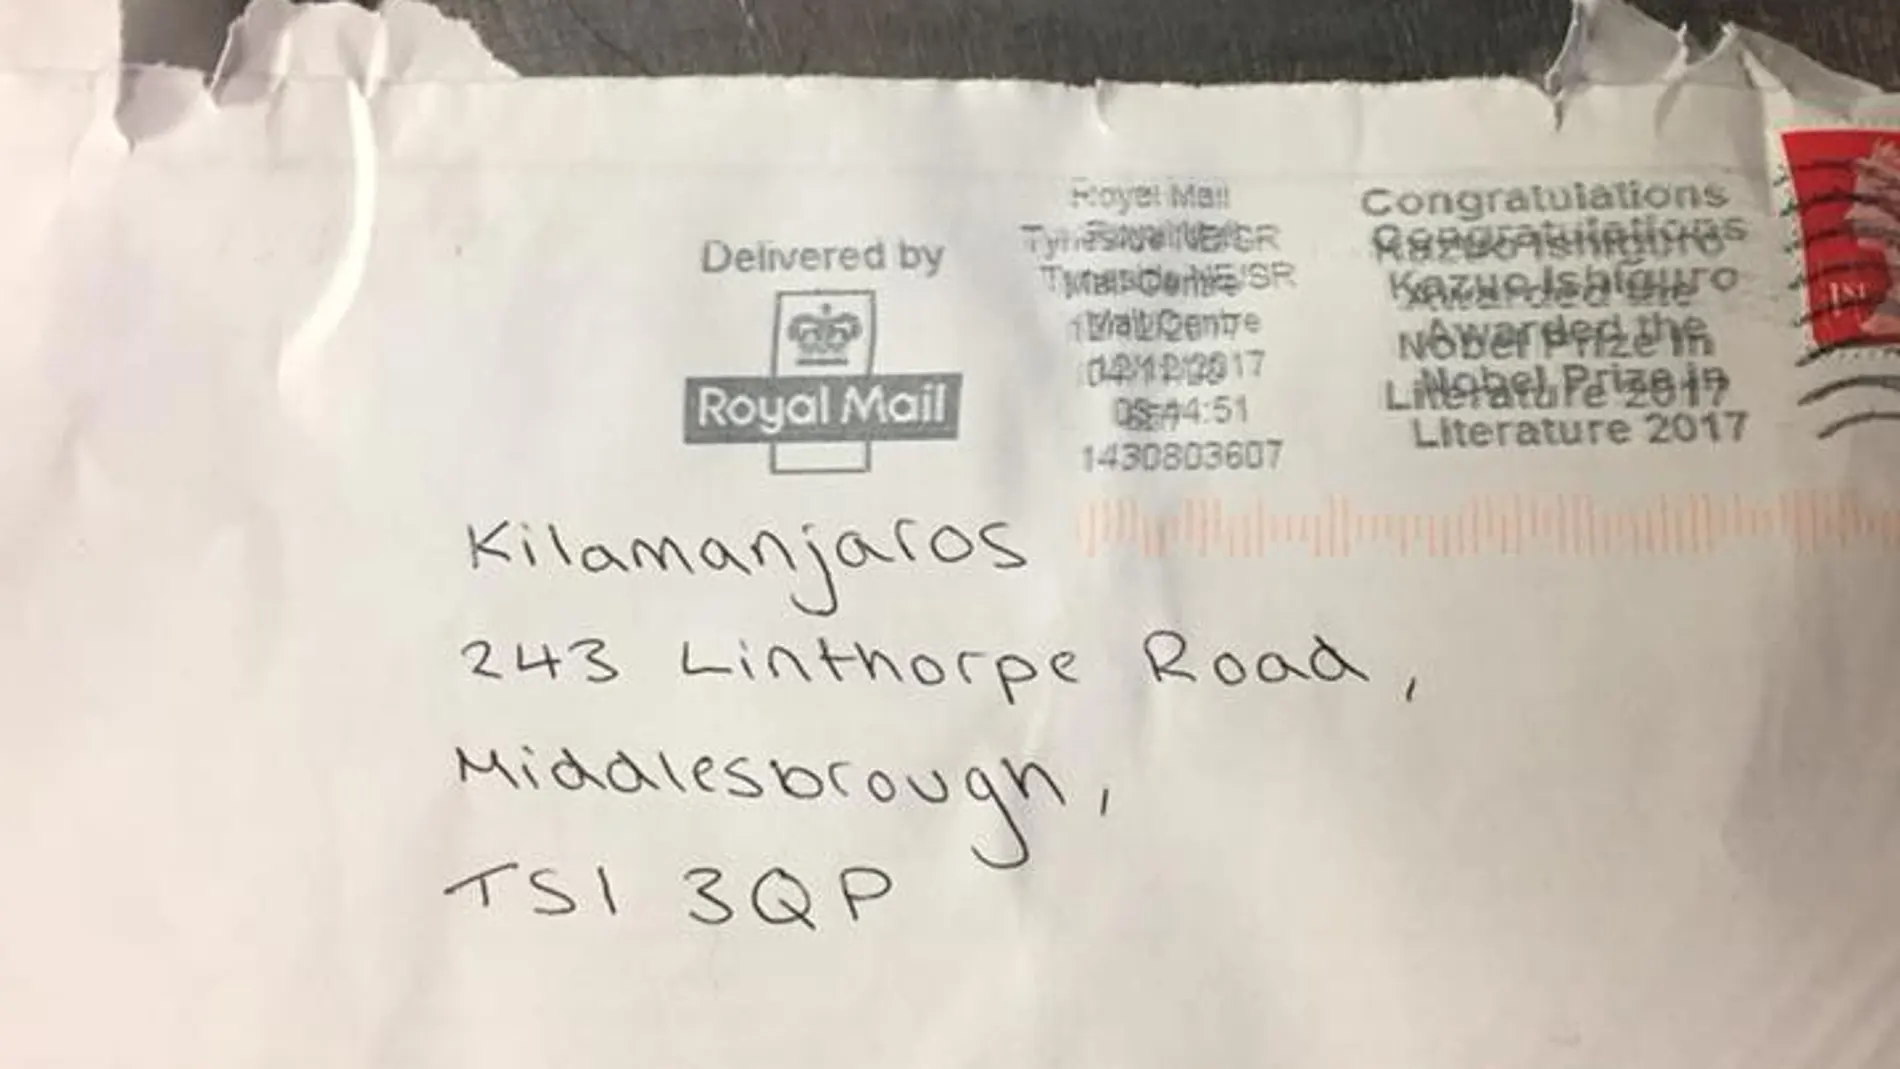 Delivered by
Royal Mail
Royal Mail
Tyneside NE/SR
Mail Centre
1430803607
Congratulations
Kazuo Ishiguro
Awarded the
Nobel Prize in
Literature 2017
1ST
Kilamanjaros
243 Linthorpe Road,
Middlesbrough,
TS1 3QP